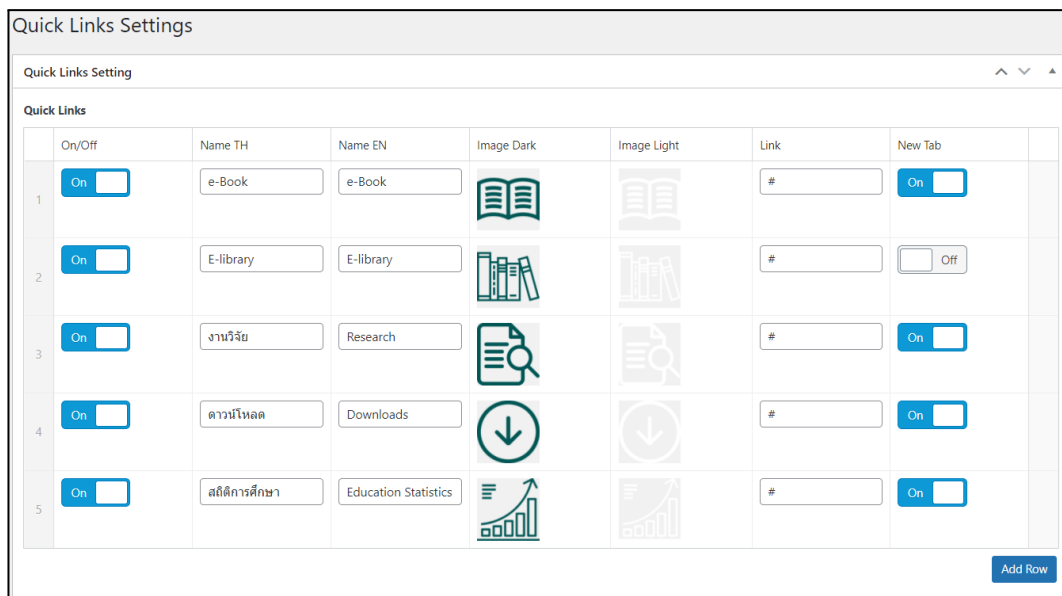 Quick Links Settings
Quick Links Setting
Quick Links
On/Off Name TH Name EN Image Dark Image Light Link New Tab
1 On e-Book e-Book # On
2 On E-library E-library # Off
3 On งานวิจัย Research # On
4 On ดาวน์โหลด Downloads # On
5 On สถิติการศึกษา Education Statistics # On
Add Row